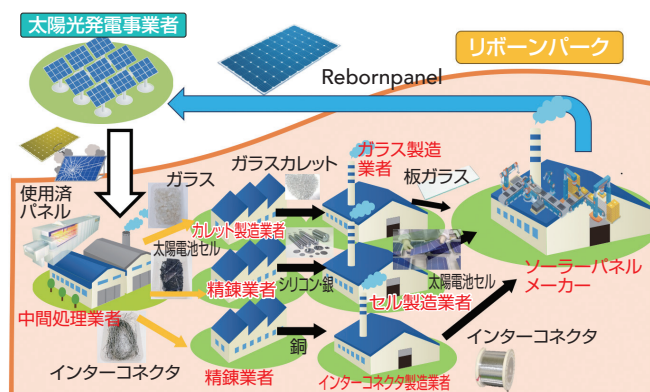 太陽光発電事業者
リボーンパーク
Rebornpanel
使用済
パネル
ガラス
ガラスカレット
ガラス製造
業者
板ガラス
カレット製造業者
太陽電池セル
精錬業者
シリコン・銀
セル製造業者
太陽電池セル
ソーラーパネル
メーカー
中間処理業者
インターコネクタ
精錬業者
銅
インターコネクタ製造業者
インターコネクタ